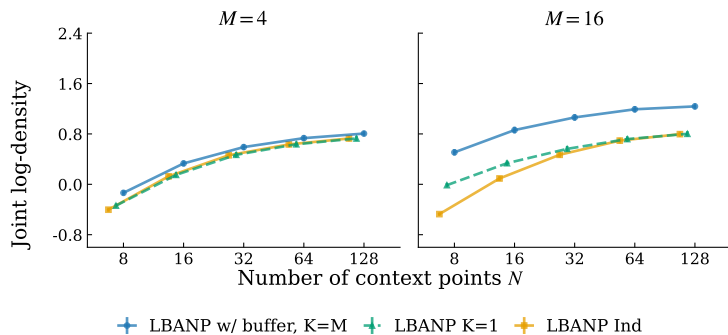 M = 4
M = 16
Joint log-density
2.4
1.6
0.8
0.0
-0.8
8 16 32 64 128
8 16 32 64 128
Number of context points N
LBANP w/ buffer, K=M LBANP K=1 LBANP Ind